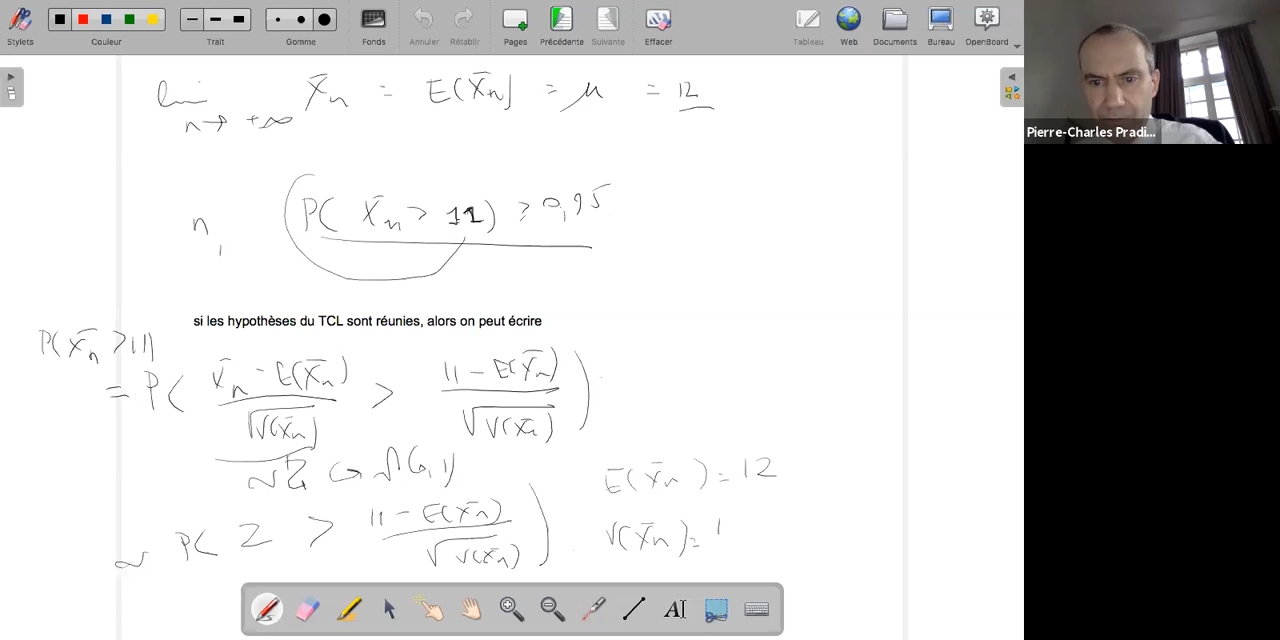 Stylets
Couleur
Trait
Gomme
Fonds
Annuler
Rétablir
Pages
Précédente
Suivante
Effacer
Tableau
Web
Documents
Bureau
OpenBoard
Pierre-Charles Pradi...
lim n→ +∞ X̄n = E(X̄n) = μ = 12
n, (P( X̄n > 11) ≥ 0,95
si les hypothèses du TCL sont réunies, alors on peut écrire
P(X̄n > 11)
= P( (X̄n - E(X̄n)) / √V(X̄n) > (11 - E(X̄n)) / √V(X̄n) )
~ Z N(0,1)
E(X̄n) = 12
~ P( Z > (11 - E(X̄n)) / √V(X̄n) )
V(X̄n) = 1